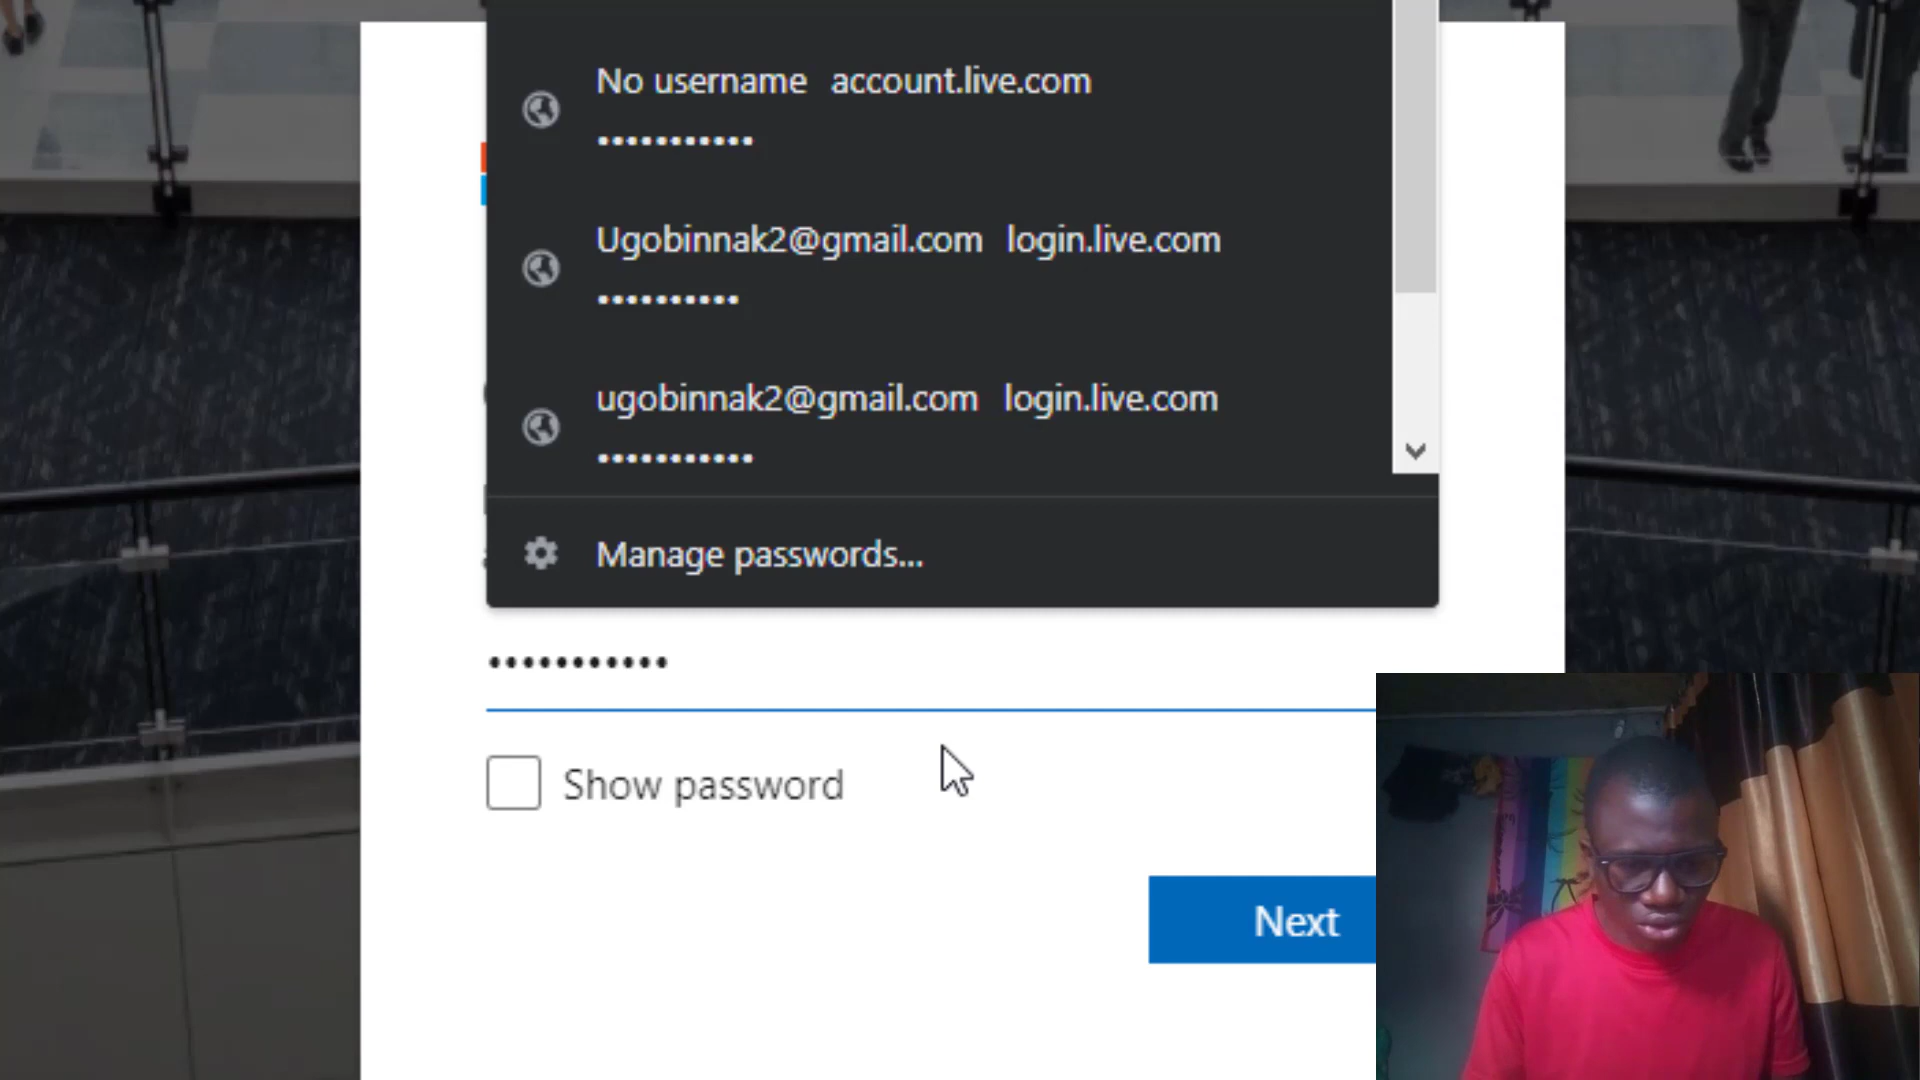 No username account.live.com
•••••••••••
Ugobinnak2@gmail.com login.live.com
••••••••••
ugobinnak2@gmail.com login.live.com
•••••••••••
Manage passwords...
•••••••••••
Show password
Next